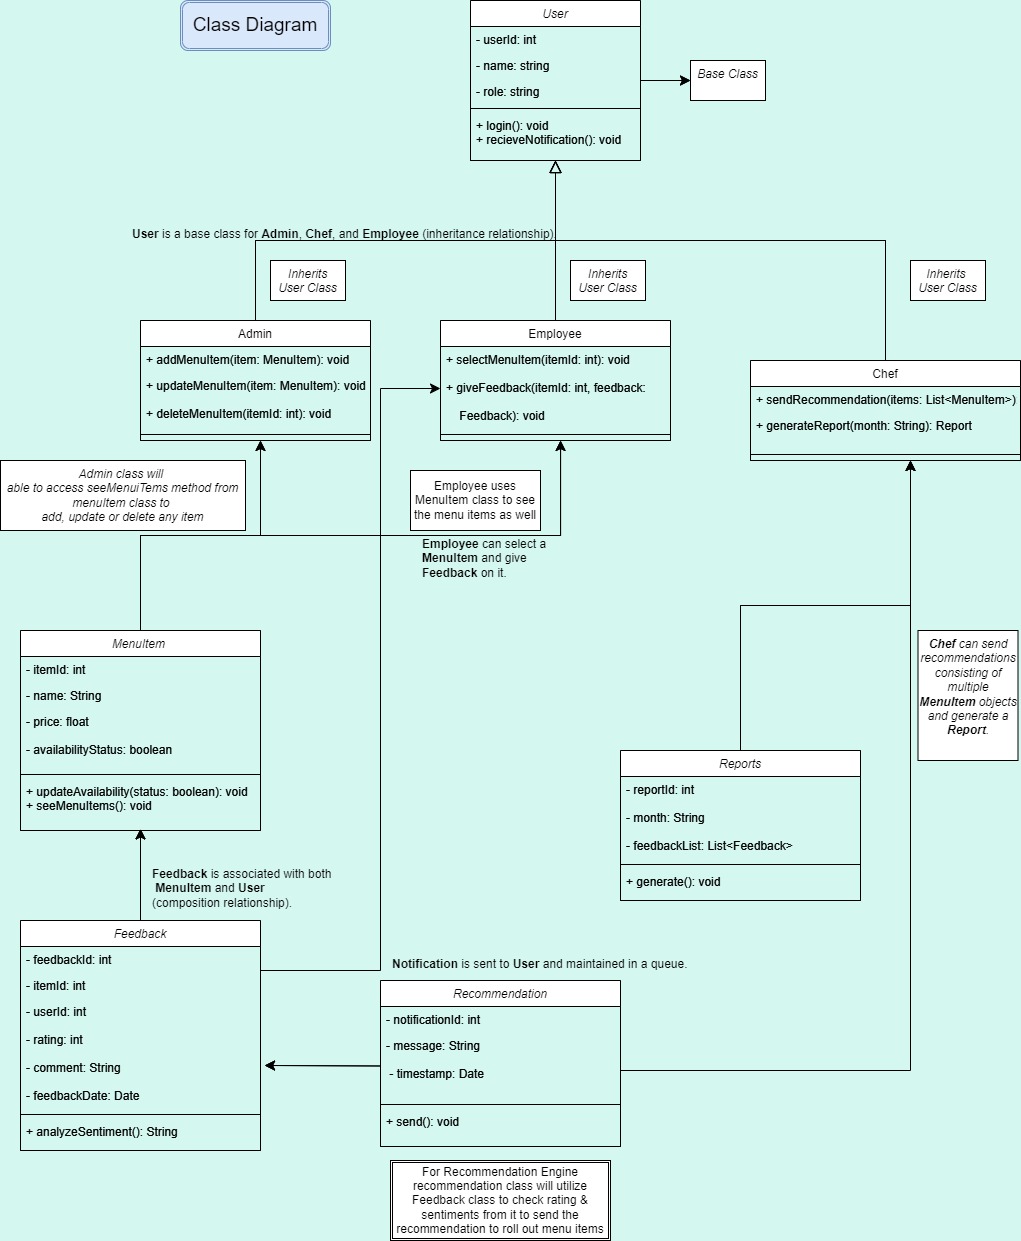 Class Diagram
User
- userId: int
- name: string
- role: string
+ login(): void
+ recieveNotification(): void
Base Class
User is a base class for Admin, Chef, and Employee (inheritance relationship).
Inherits
User Class
Inherits
User Class
Inherits
User Class
Admin
+ addMenuItem(item: MenuItem): void
+ updateMenuItem(item: MenuItem): void
+ deleteMenuItem(itemId: int): void
Employee
+ selectMenuItem(itemId: int): void
+ giveFeedback(itemId: int, feedback:
Feedback): void
Chef
+ sendRecommendation(items: List<MenuItem>)
+ generateReport(month: String): Report
Admin class will
able to access seeMenuiTems method from
menuItem class to
add, update or delete any item
Employee uses
MenuItem class to see
the menu items as well
Employee can select a
MenuItem and give
Feedback on it.
MenuItem
- itemId: int
- name: String
- price: float
- availabilityStatus: boolean
+ updateAvailability(status: boolean): void
+ seeMenuItems(): void
Chef can send
recommendations
consisting of
multiple
MenuItem objects
and generate a
Report.
Reports
- reportId: int
- month: String
- feedbackList: List<Feedback>
+ generate(): void
Feedback is associated with both
MenuItem and User
(composition relationship).
Feedback
- feedbackId: int
- itemId: int
- userId: int
- rating: int
- comment: String
- feedbackDate: Date
+ analyzeSentiment(): String
Notification is sent to User and maintained in a queue.
Recommendation
- notificationId: int
- message: String
- timestamp: Date
+ send(): void
For Recommendation Engine
recommendation class will utilize
Feedback class to check rating &
sentiments from it to send the
recommendation to roll out menu items